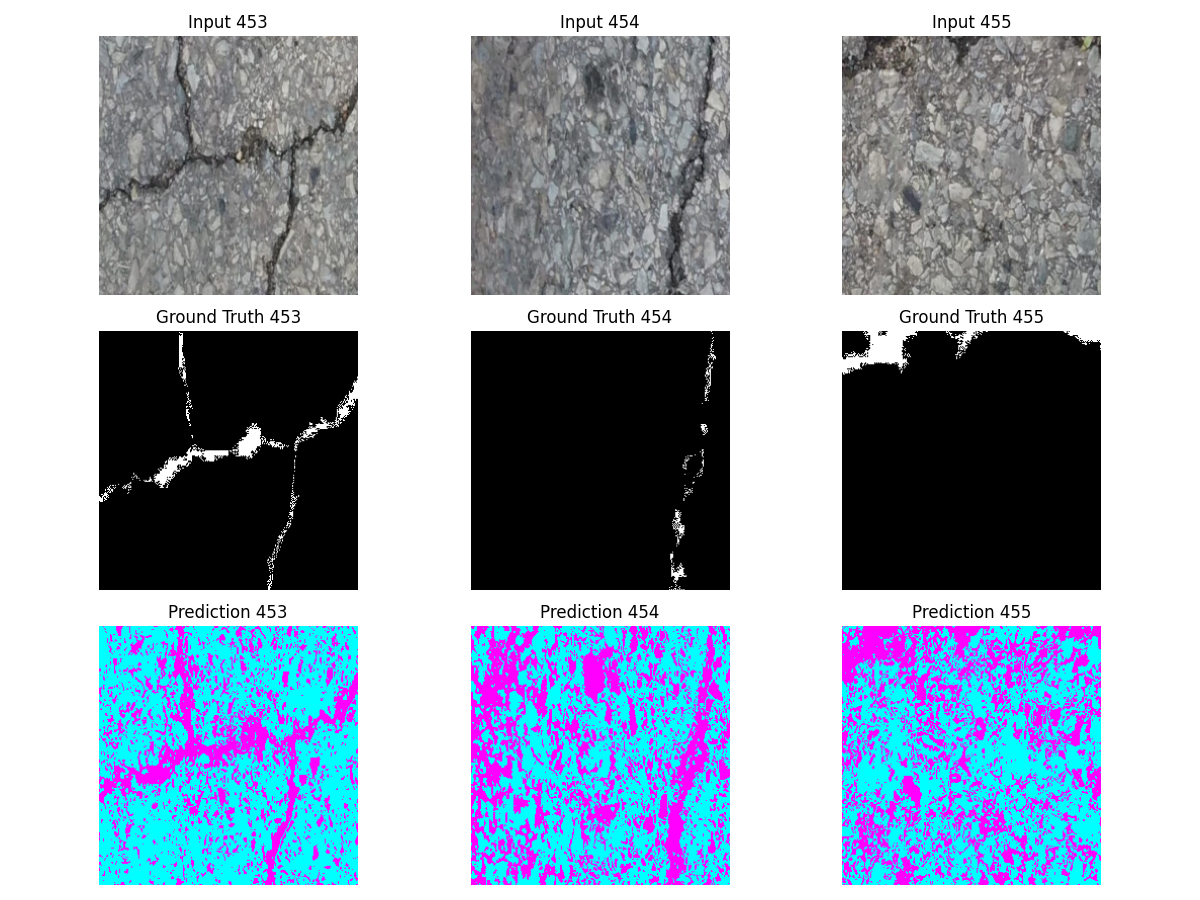 Input 453
Input 454
Input 455
Ground Truth 453
Ground Truth 454
Ground Truth 455
Prediction 453
Prediction 454
Prediction 455